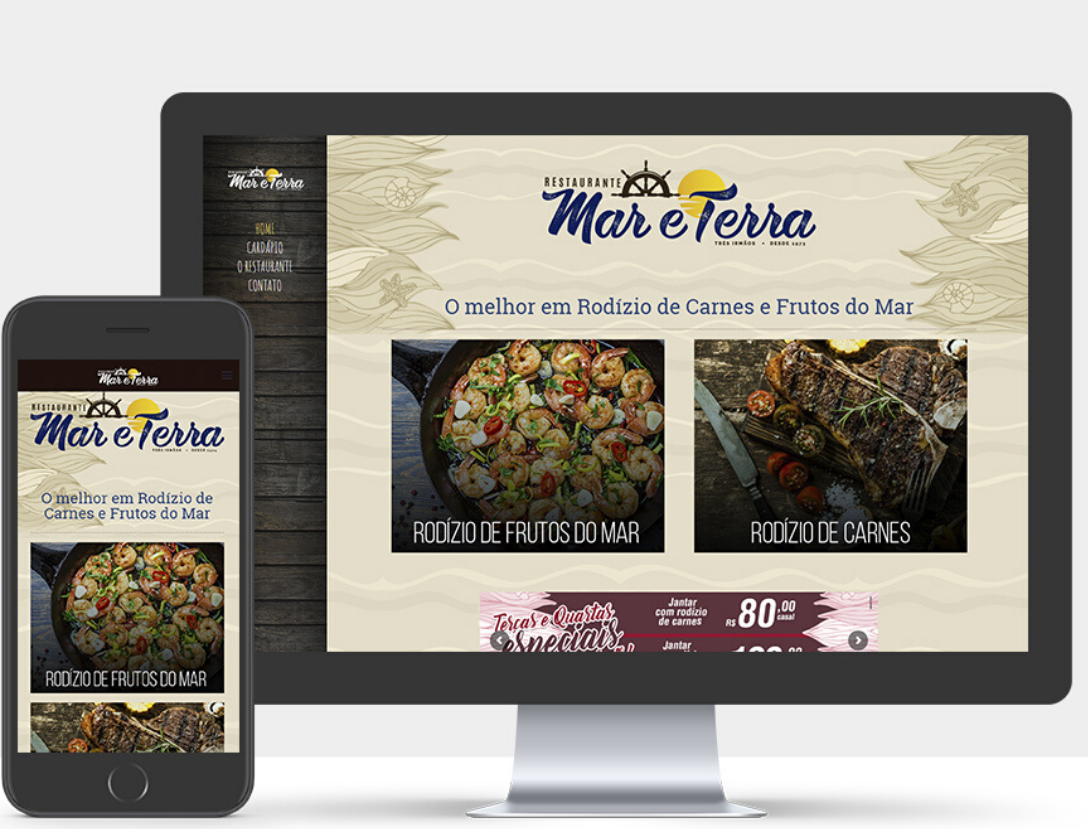 Mar e Terra
HOME
CARDÁPIO
O RESTAURANTE
CONTATO
RESTAURANTE
Mar e Terra
TRÊS IRMÃOS • DESDE 1973
O melhor em Rodízio de Carnes e Frutos do Mar
RODÍZIO DE FRUTOS DO MAR
RODÍZIO DE CARNES
Terças e Quartas
especiais
Jantar
com rodízio
de carnes
R$ 80,00
casal
Jantar
Mar e Terra
RESTAURANTE
Mar e Terra
TRÊS IRMÃOS • DESDE
O melhor em Rodízio de
Carnes e Frutos do Mar
RODÍZIO DE FRUTOS DO MAR